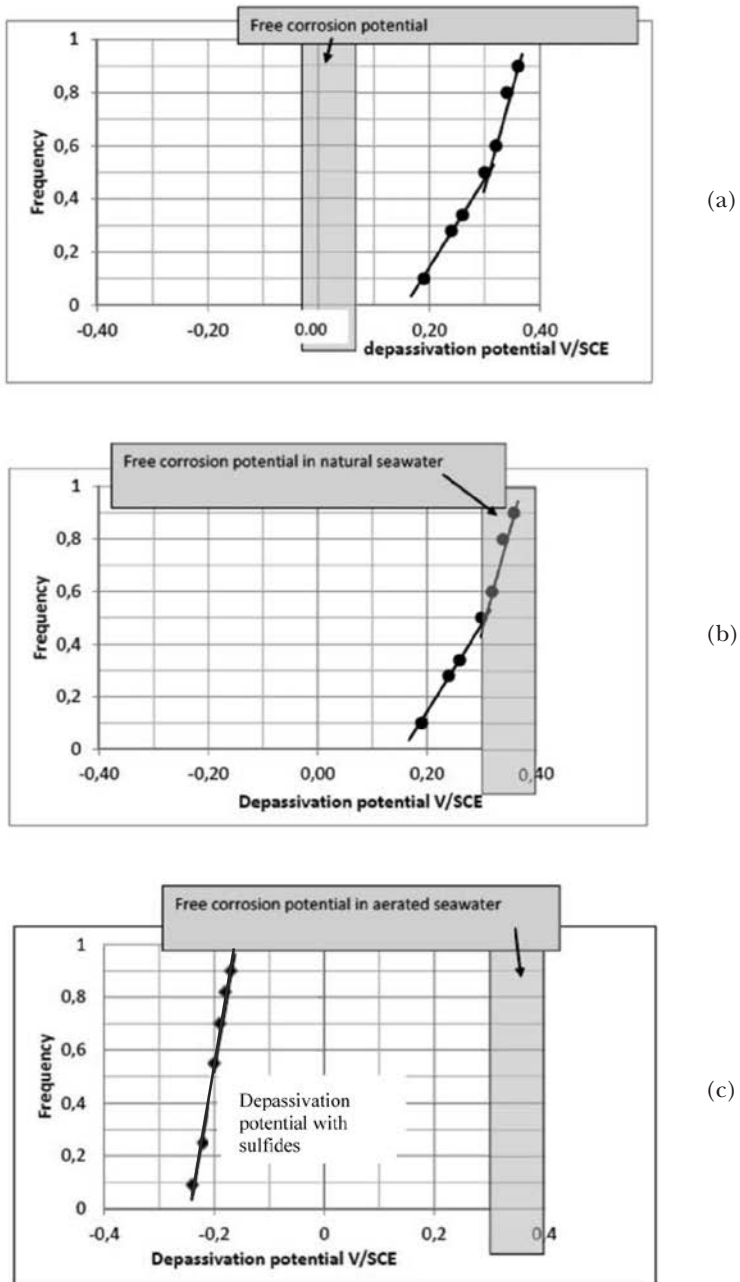 Free corrosion potential
1
0,8
0,6
0,4
0,2
0
Frequency
-0,40
-0,20
0.00
0,20
0,40
depassivation potential V/SCE
(a)
Free corrosion potential in natural seawater
1
0,8
0,6
0,4
0,2
0
Frequency
-0,40
-0,20
0,00
0,20
0,40
Depassivation potential V/SCE
(b)
Free corrosion potential in aerated seawater
1
0,8
0,6
0,4
0,2
0
Frequency
Depassivation
potential with
sulfides
-0,4
-0,2
0
0,2
0,4
Depassivation potential V/SCE
(c)